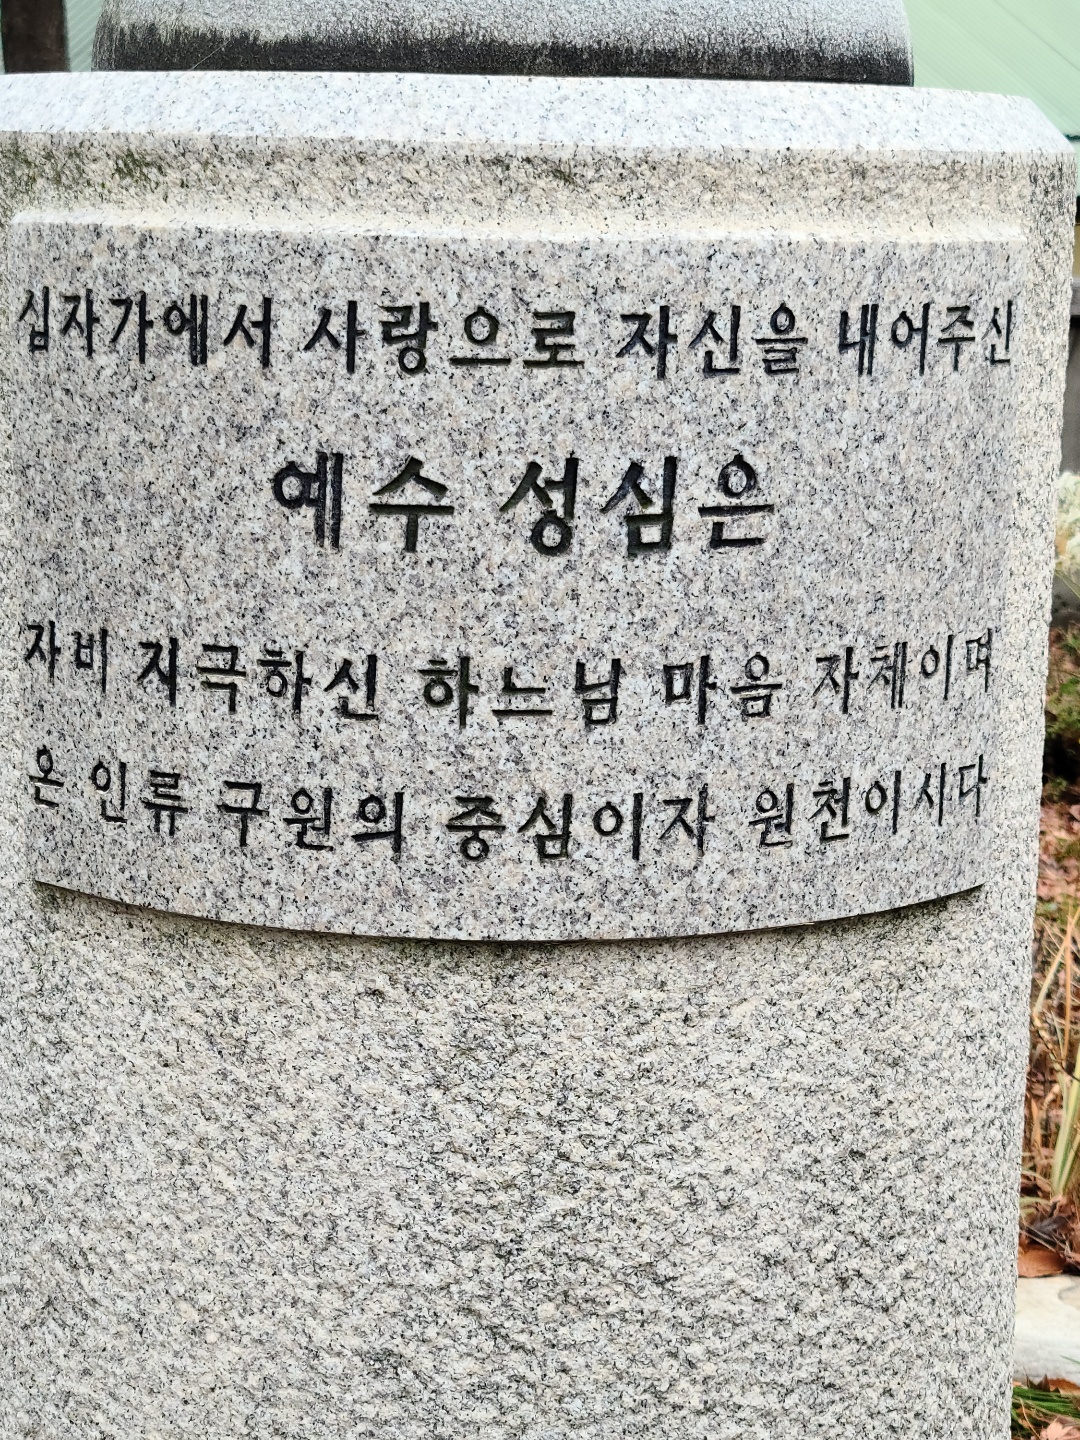 십자가에서 사랑으로 자신을 내어주신
예수 성심은
자비 지극하신 하느님 마음 자체이며
온 인류 구원의 중심이자 원천이시다